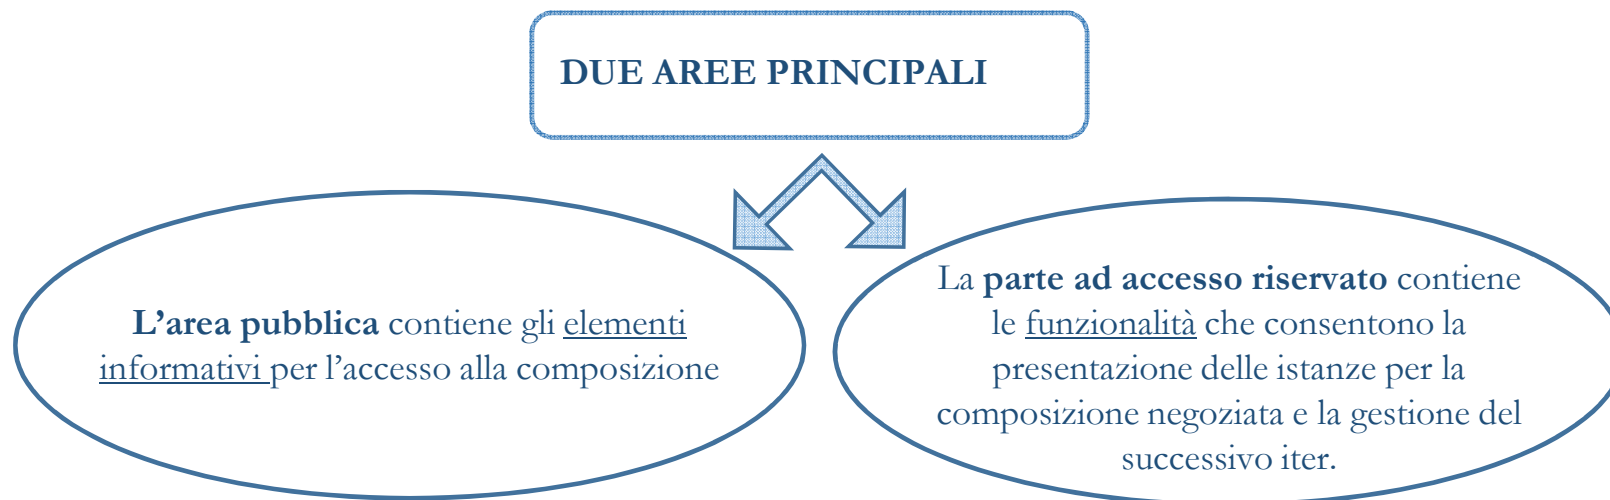 DUE AREE PRINCIPALI
L’area pubblica contiene gli elementi
informativi per l’accesso alla composizione
La parte ad accesso riservato contiene
le funzionalità che consentono la
presentazione delle istanze per la
composizione negoziata e la gestione del
successivo iter.